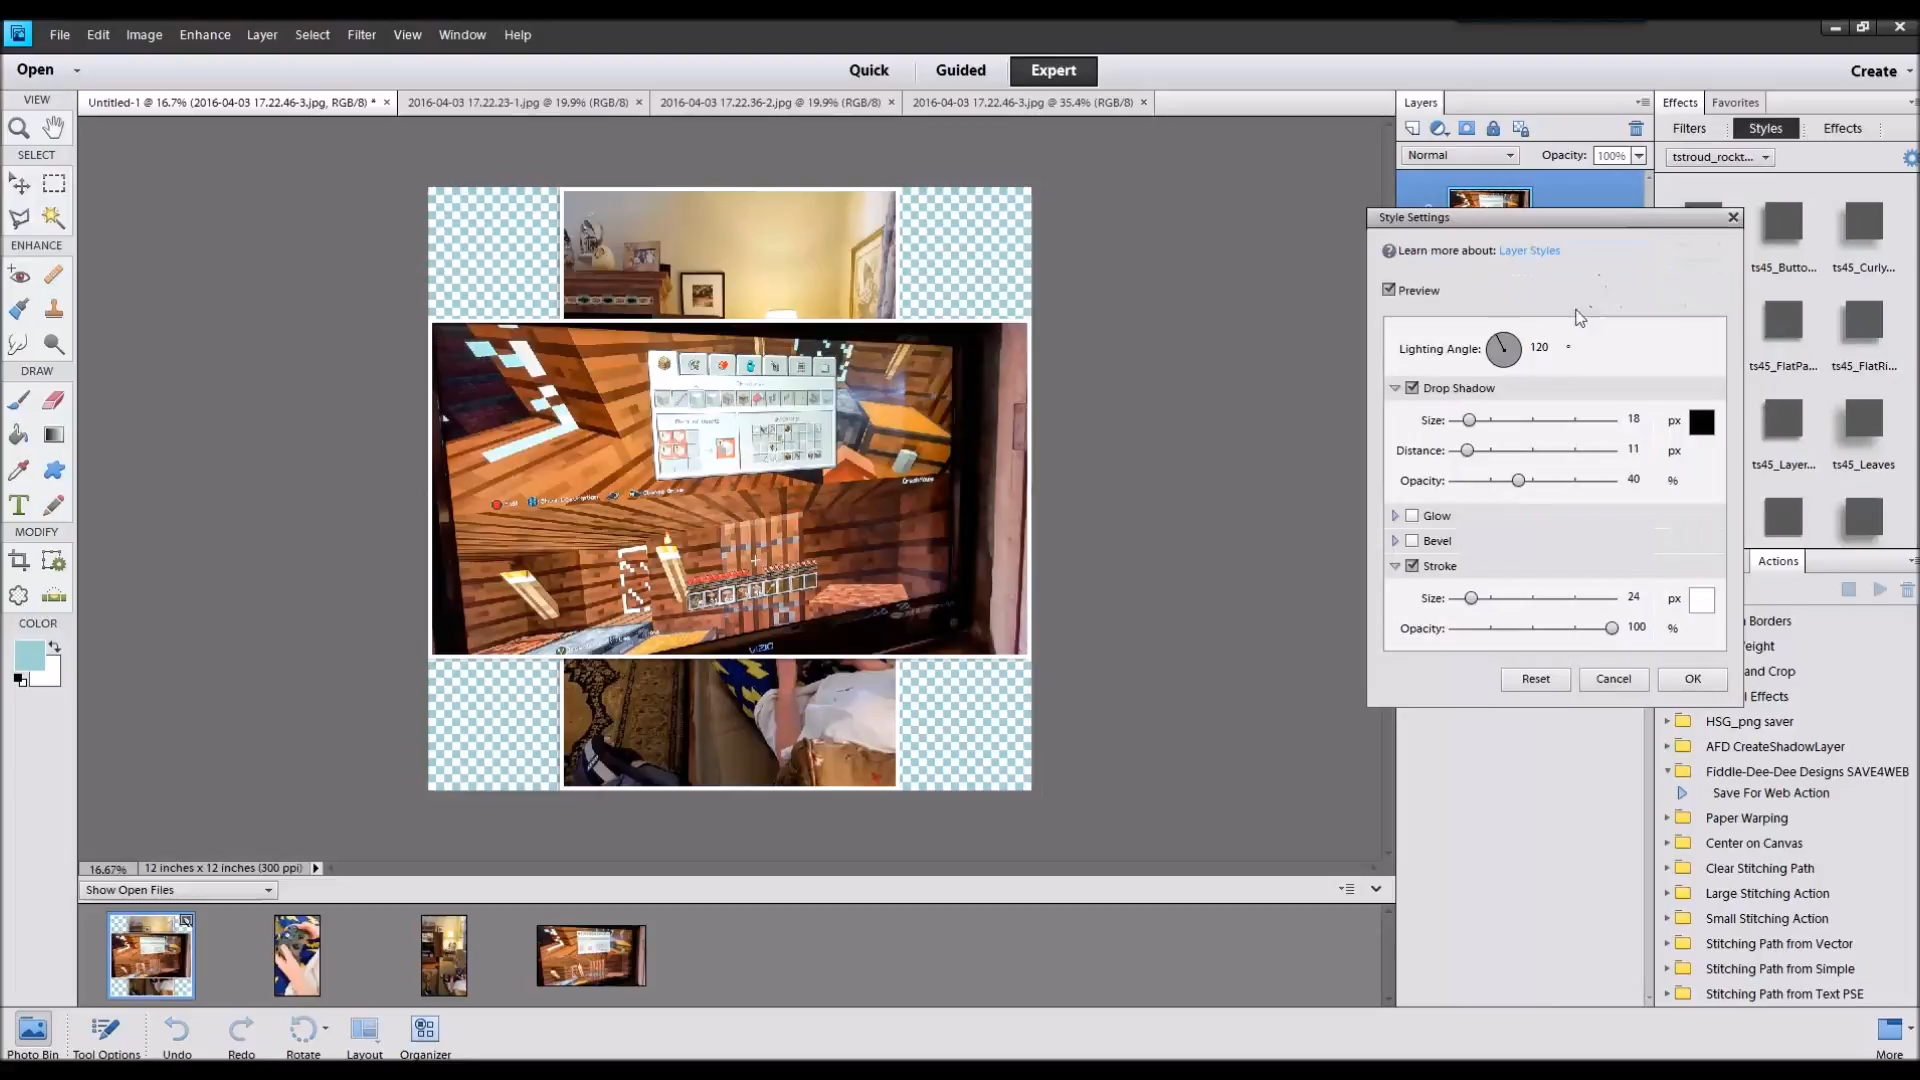 File Edit Image Enhance Layer Select Filter View Window Help
Open Quick Guided Expert Create
VIEW
Untitled-1 @ 16.7% (2016-04-03 17.22.46-3.jpg, RGB/8) * × 2016-04-03 17.22.23-1.jpg @ 19.9% (RGB/8) × 2016-04-03 17.22.36-2.jpg @ 19.9% (RGB/8) × 2016-04-03 17.22.46-3.jpg @ 35.4% (RGB/8) ×
Layers Effects Favorites
Filters Styles Effects
SELECT
Normal Opacity: 100% tstroud_rockt...
ENHANCE
Style Settings
Learn more about: Layer Styles
Preview
Lighting Angle: 120 °
Drop Shadow
Size: 18 px
Distance: 11 px
Opacity: 40 %
Glow
Bevel
Stroke
Size: 24 px
Opacity: 100 %
Reset Cancel OK
ts45_Butto... ts45_Curly...
ts45_FlatPa... ts45_FlatRi...
ts45_Layer... ts45_Leaves
DRAW
T
MODIFY
COLOR
VIZIO
Actions
n Borders
eight
and Crop
l Effects
HSG_png saver
AFD CreateShadowLayer
Fiddle-Dee-Dee Designs SAVE4WEB
Save For Web Action
Paper Warping
Center on Canvas
Clear Stitching Path
Large Stitching Action
Small Stitching Action
Stitching Path from Vector
Stitching Path from Simple
Stitching Path from Text PSE
16.67% 12 inches x 12 inches (300 ppi)
Show Open Files
Photo Bin Tool Options Undo Redo Rotate Layout Organizer More